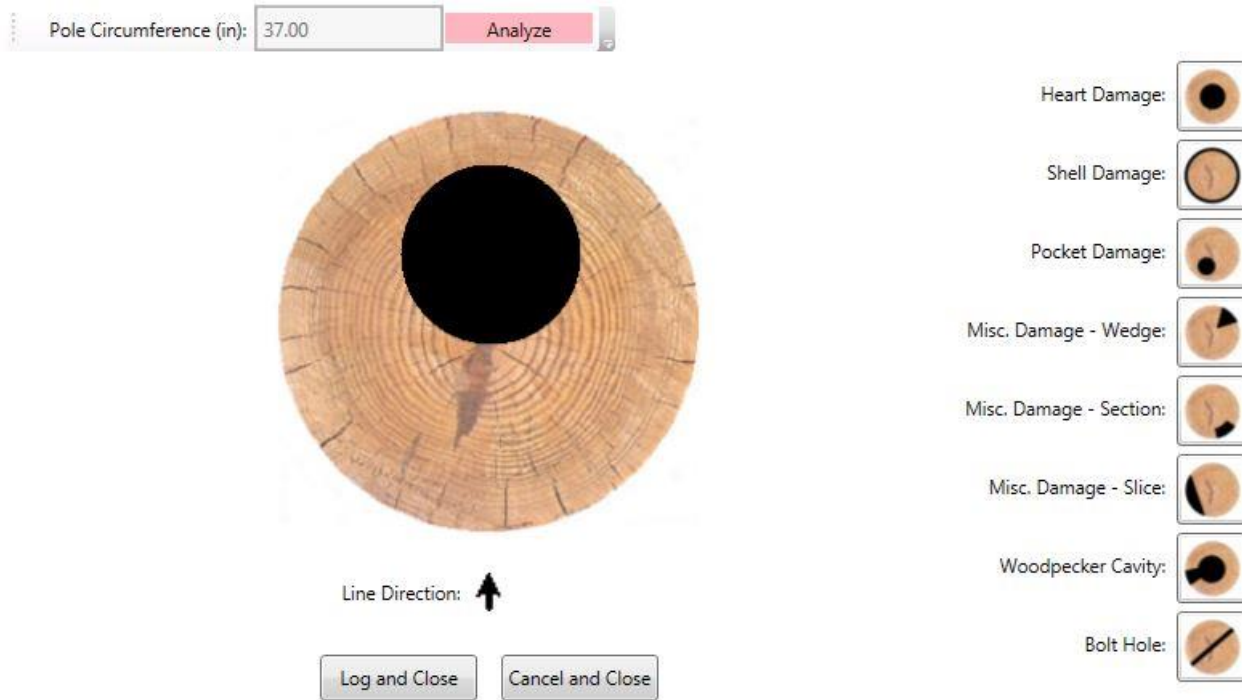 Pole Circumference (in): 37.00 Analyze
Heart Damage:
Shell Damage:
Pocket Damage:
Misc. Damage - Wedge:
Misc. Damage - Section:
Misc. Damage - Slice:
Woodpecker Cavity:
Line Direction:
Bolt Hole:
Log and Close Cancel and Close